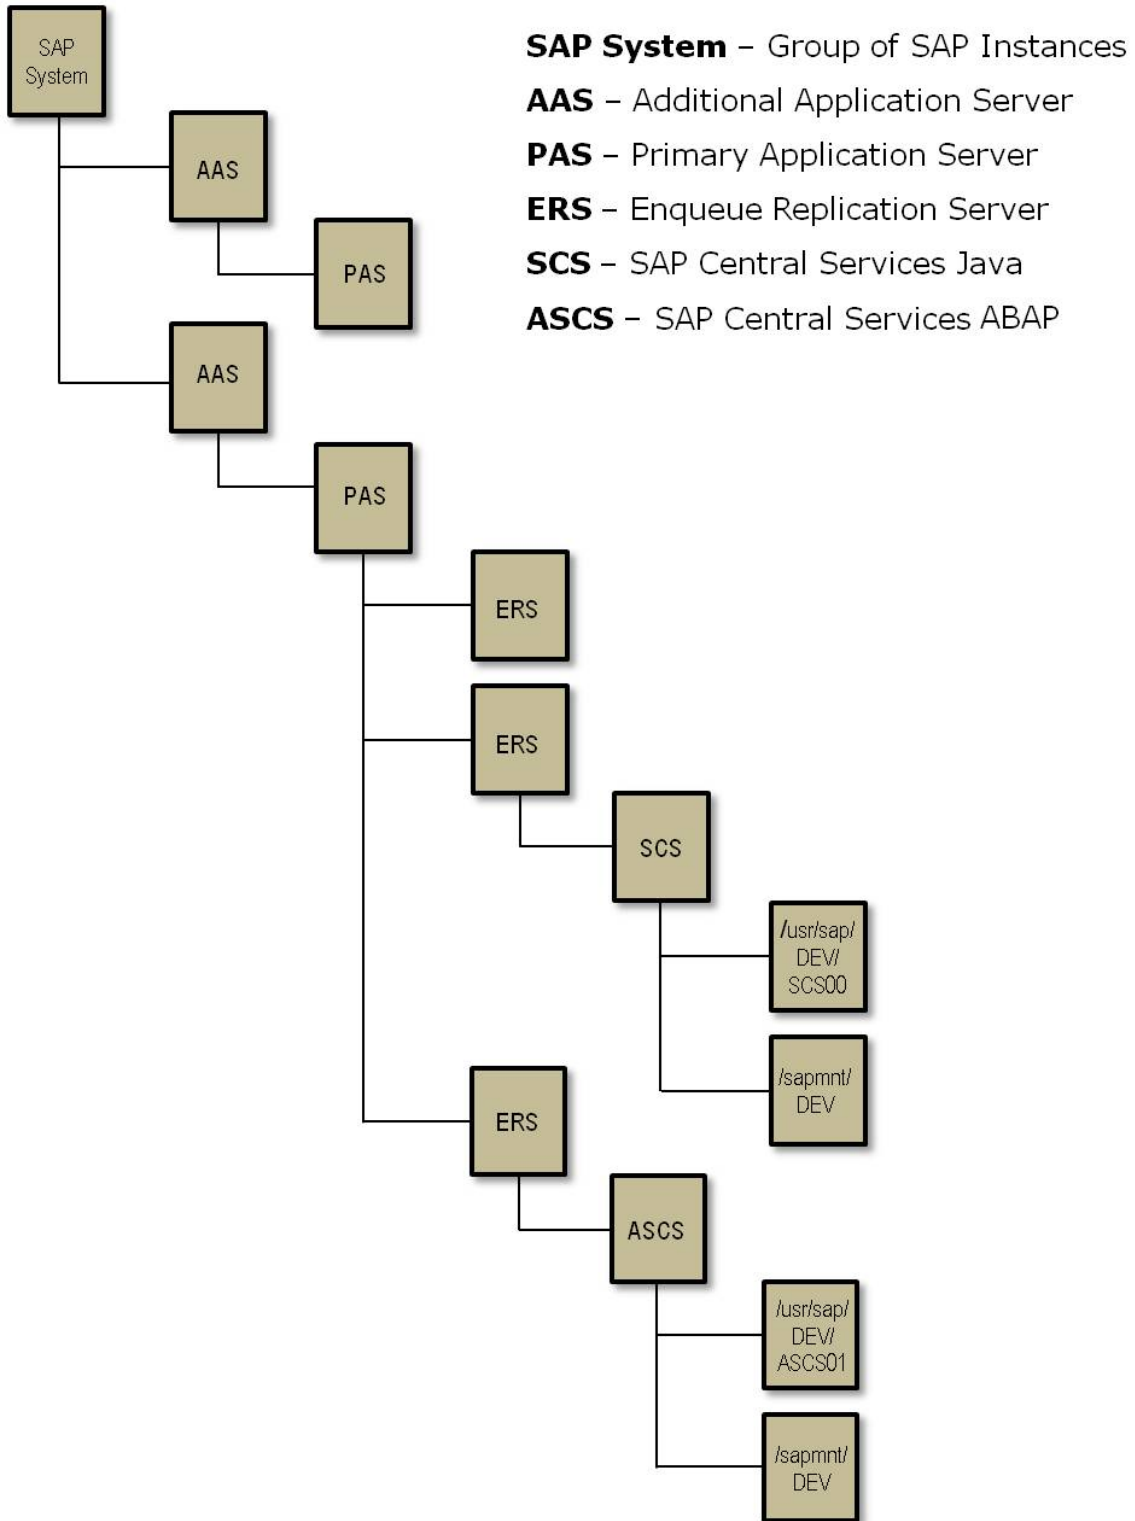 SAP
System
SAP System – Group of SAP Instances
AAS – Additional Application Server
PAS – Primary Application Server
ERS – Enqueue Replication Server
SCS – SAP Central Services Java
ASCS – SAP Central Services ABAP
AAS
PAS
AAS
PAS
ERS
ERS
SCS
/usr/sap/
DEV/
SCS00
/sapmnt/
DEV
ERS
ASCS
/usr/sap/
DEV/
ASCS01
/sapmnt/
DEV